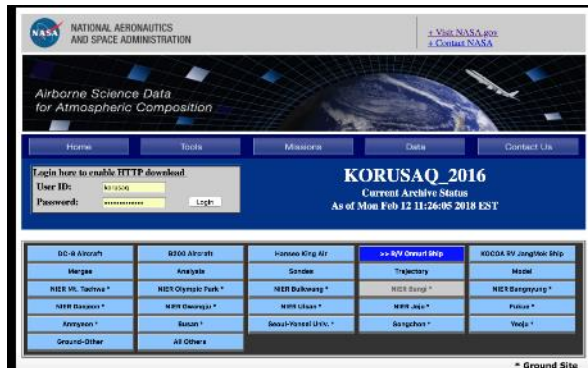 NASA
NATIONAL AERONAUTICS
AND SPACE ADMINISTRATION
+ Visit NASA.gov
+ Contact NASA
Airborne Science Data
for Atmospheric Composition
Home Tools Missions Data Contact Us
Login here to enable HTTP download
User ID: korusaq
Password: Login
KORUSAQ_2016
Current Archive Status
As of Mon Feb 12 11:26:05 2018 EST
DC-8 Aircraft B200 Aircraft Hanseo King Air >> R/V Onnuri Ship KOCOA RV JangMok Ship
Merges Analysis Sondes Trajectory Model
NIER Mt. Taehwa * NIER Olympic Park * NIER Bulkwang * NIER Bangnyung *
NIER Daejeon * NIER Gwangju * NIER Ulsan * NIER Jeju * Fukue *
Anmyeon * Busan * Seoul-Yonsei Univ. * Songchon * Yeoju *
Ground-Other All Others
* Ground Site